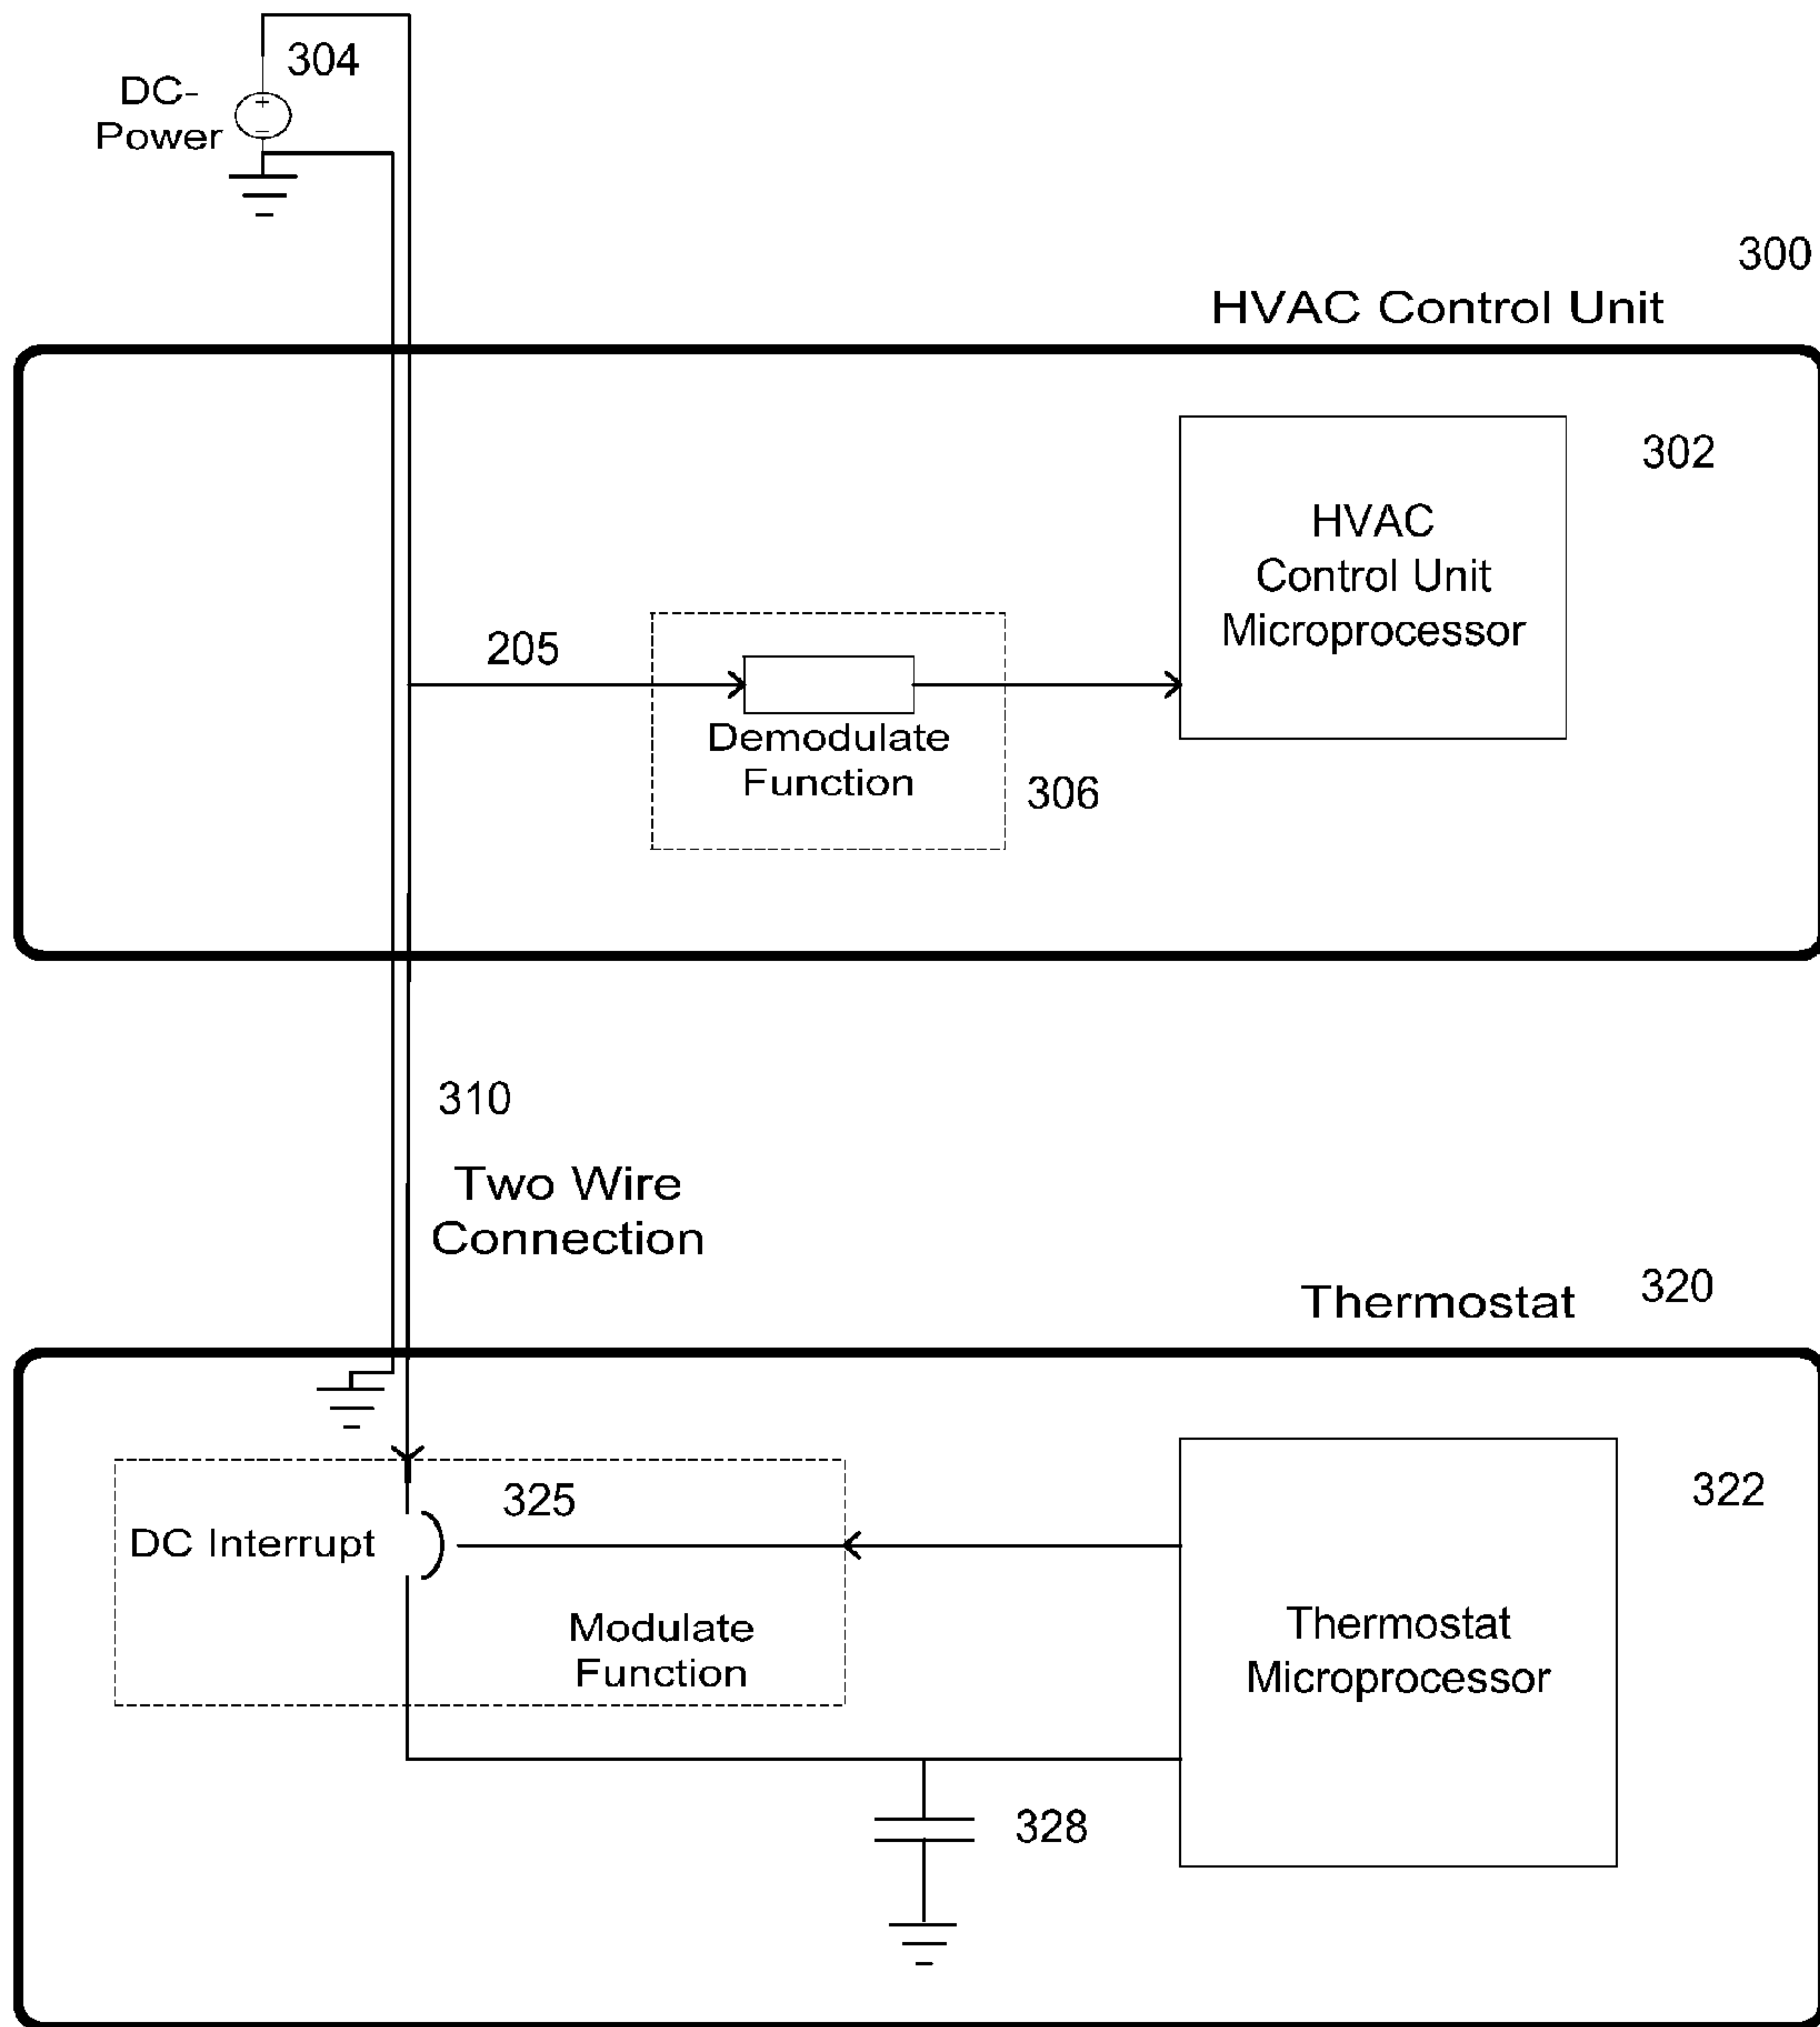 304
DC-
Power
+
–
300
HVAC Control Unit
302
HVAC
Control Unit
Microprocessor
205
Demodulate
Function
306
310
Two Wire
Connection
320
Thermostat
322
325
DC Interrupt
Modulate
Function
Thermostat
Microprocessor
328